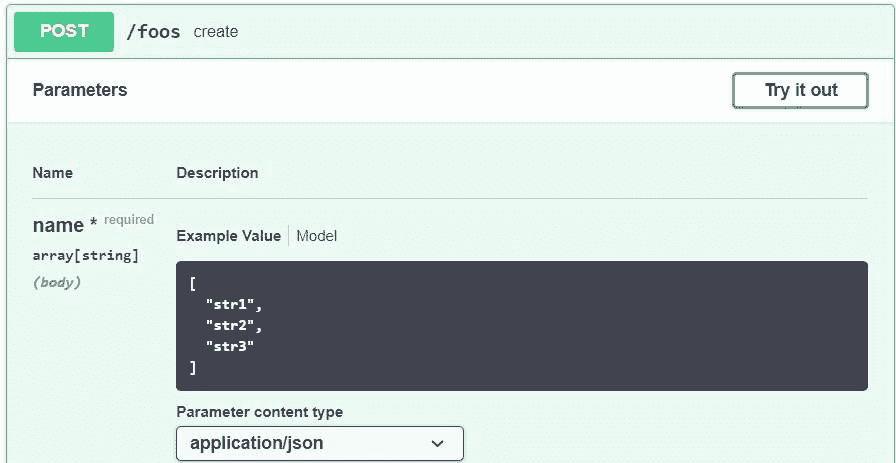 POST /foos create
Parameters Try it out
Name Description
name * required
array[string]
(body)
Example Value Model
[
"str1",
"str2",
"str3"
]
Parameter content type
application/json